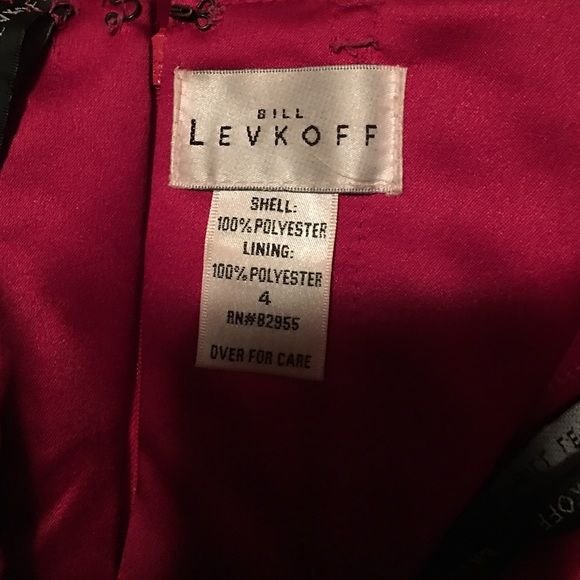 BILL
LEVKOFF
SHELL:
100% POLYESTER
LINING:
100% POLYESTER
4
RN#82955
OVER FOR CARE